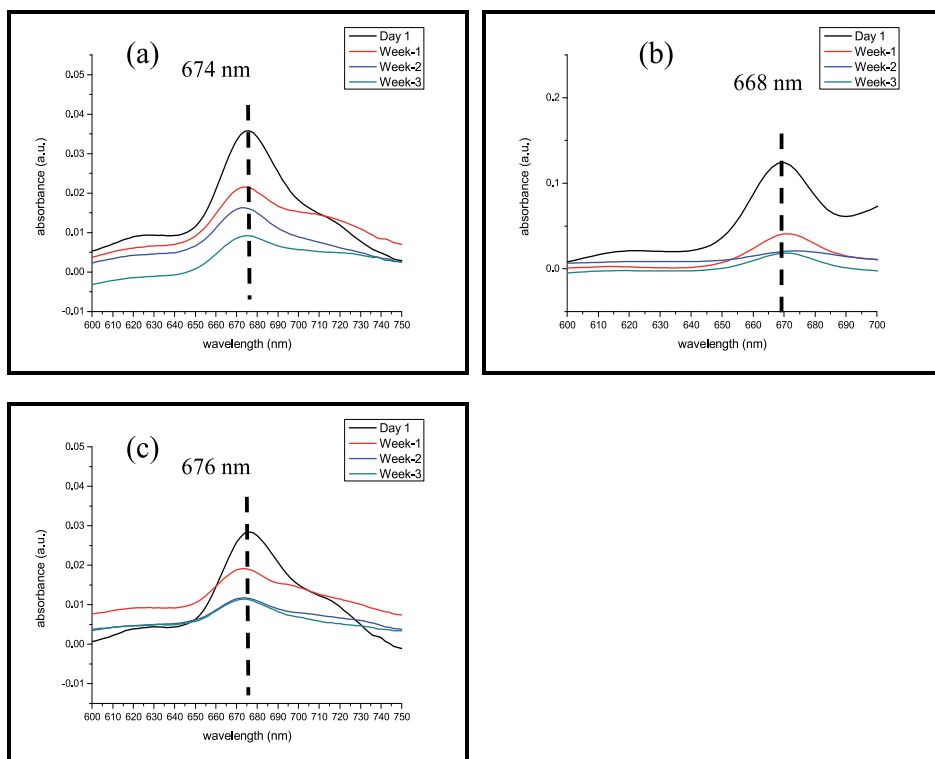 (a)
674 nm
Day 1
Week-1
Week-2
Week-3
0.05
0.04
0.03
0.02
0.01
0.00
-0.01
absorbance (a.u.)
600 610 620 630 640 650 660 670 680 690 700 710 720 730 740 750
wavelength (nm)
(b)
668 nm
Day 1
Week-1
Week-2
Week-3
0.2
0.1
0.0
absorbance (a.u.)
600 610 620 630 640 650 660 670 680 690 700
wavelength (nm)
(c)
676 nm
Day 1
Week-1
Week-2
Week-3
0.05
0.04
0.03
0.02
0.01
0.00
-0.01
absorbance (a.u.)
600 610 620 630 640 650 660 670 680 690 700 710 720 730 740 750
wavelength (nm)